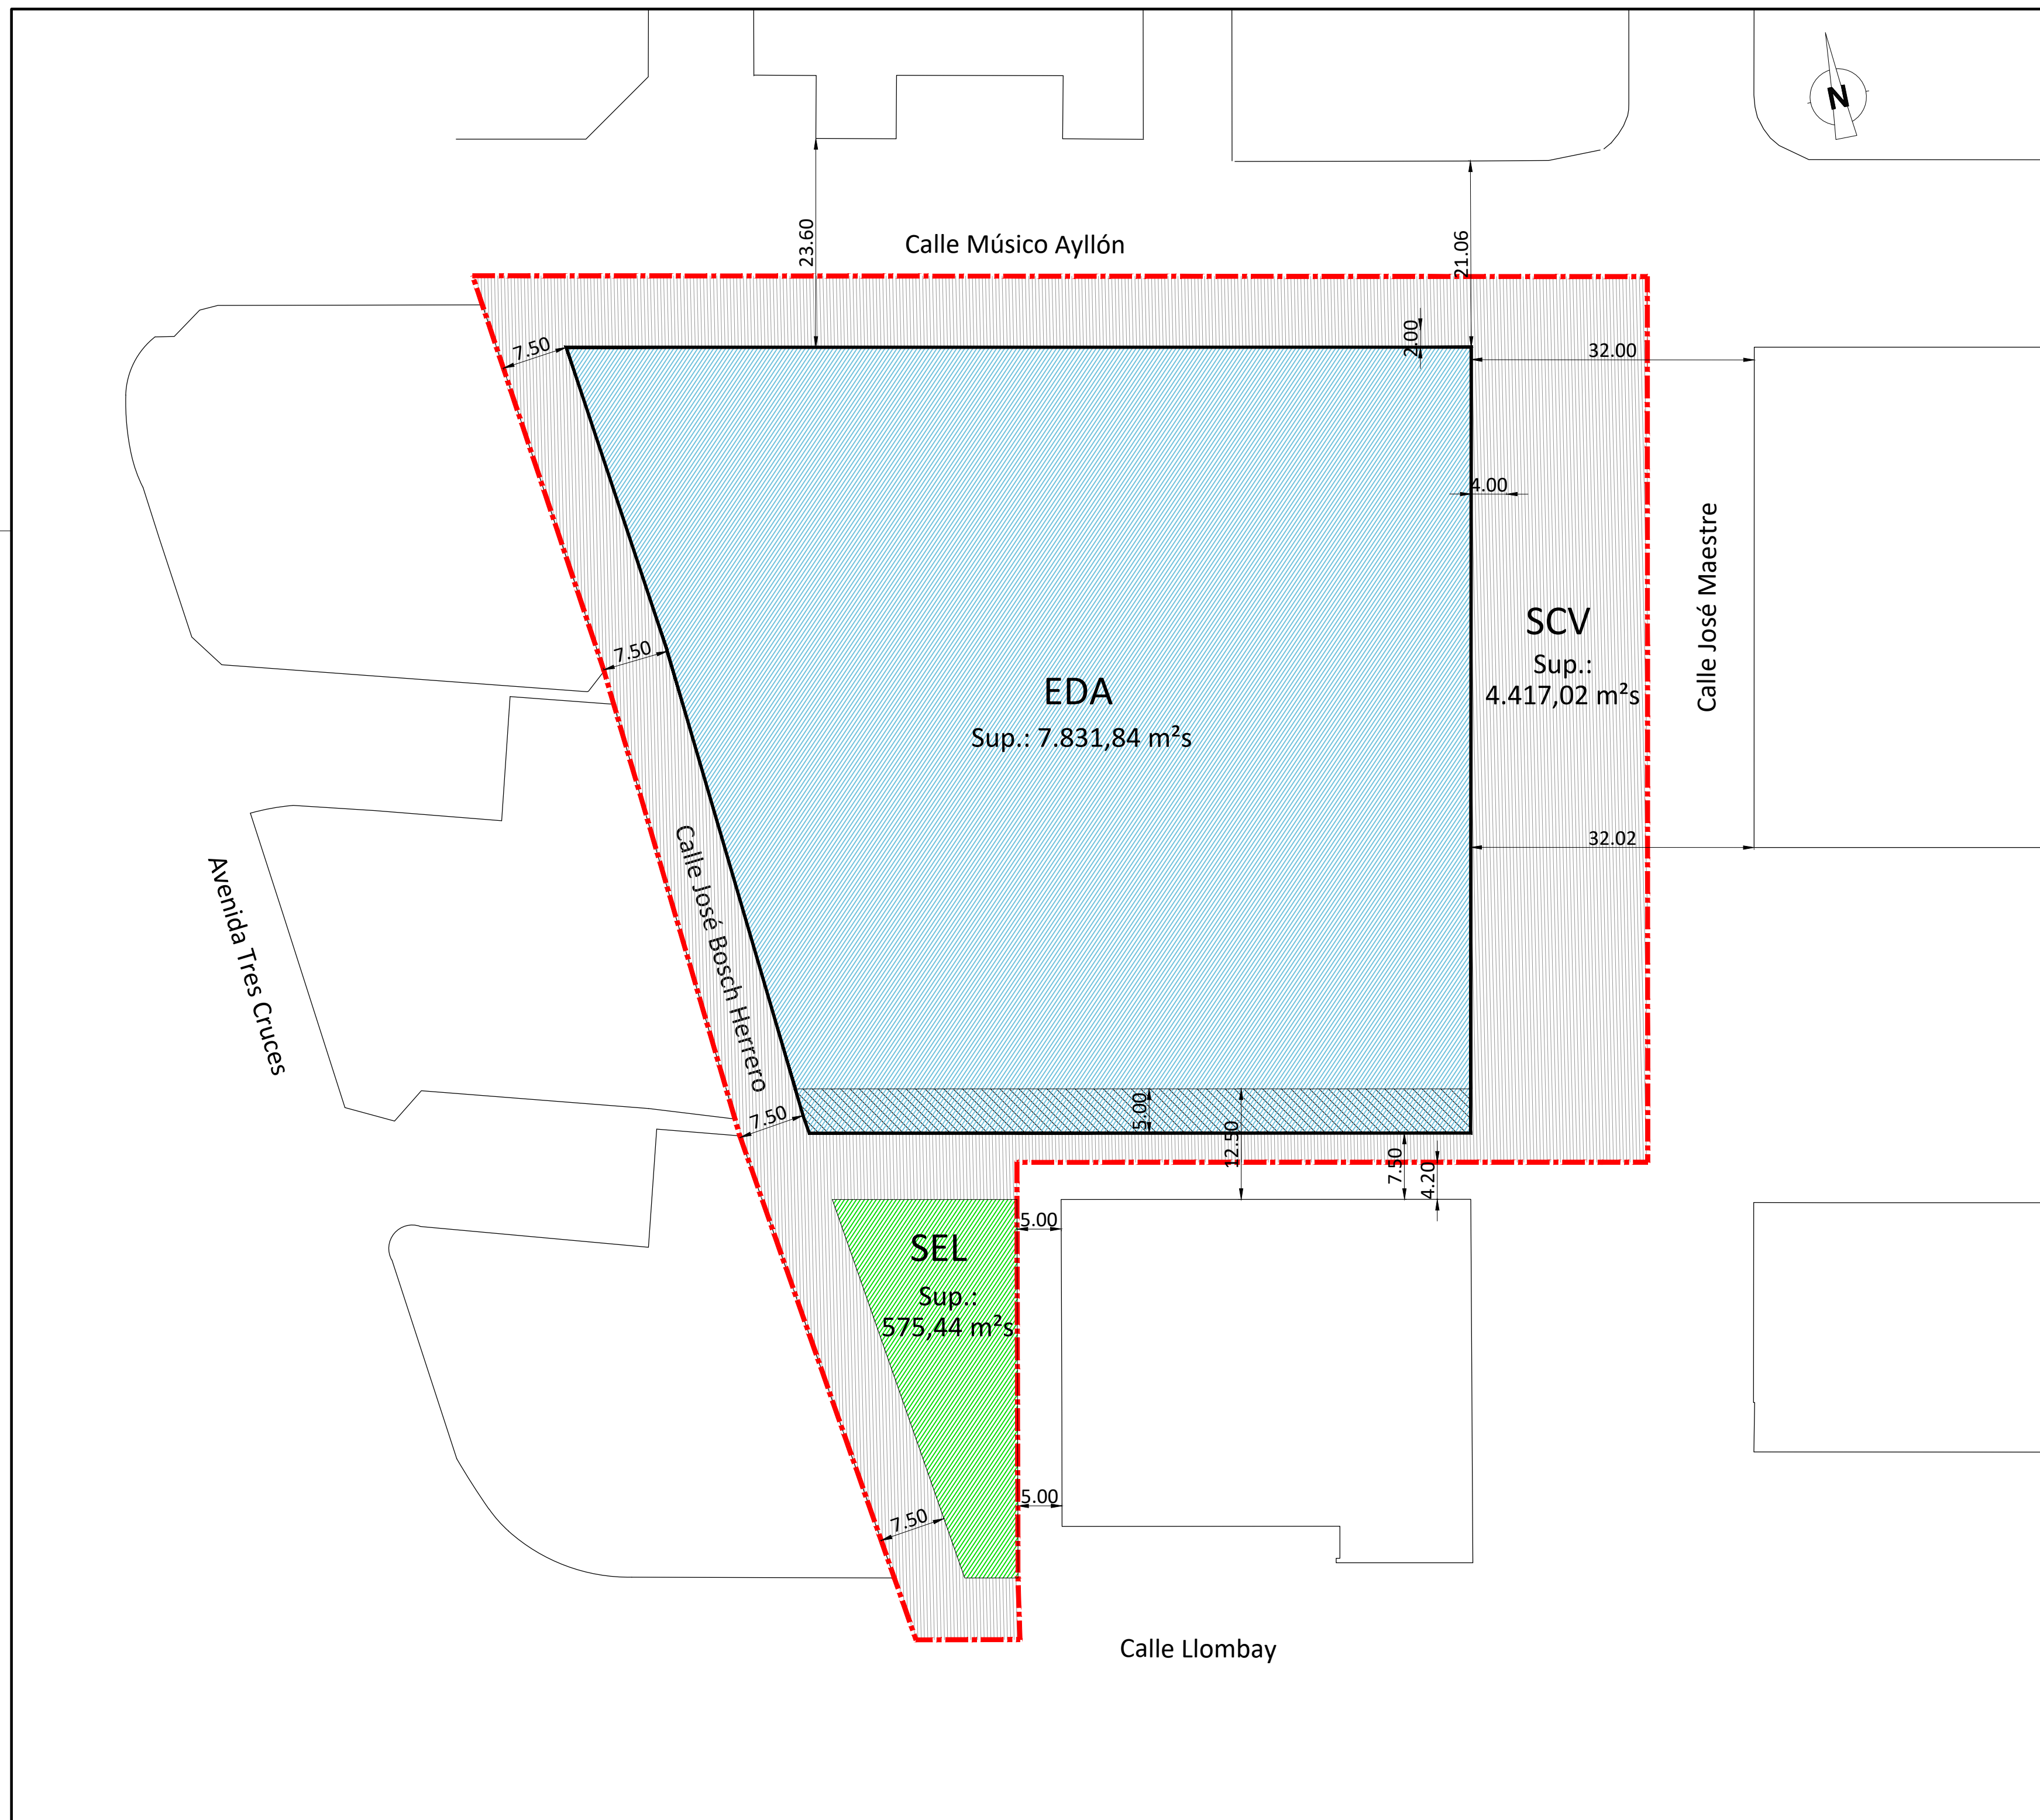 N
23.60
Calle Músico Ayllón
21.06
7.50
2.00
32.00
4.00
SCV
Sup.:
4.417,02 m²s
Calle José Maestre
7.50
EDA
Sup.: 7.831,84 m²s
32.02
Calle José Bosch Herrero
Avenida Tres Cruces
7.50
5.00
12.50
7.50
4.20
5.00
SEL
Sup.:
575,44 m²s
5.00
7.50
Calle Llombay